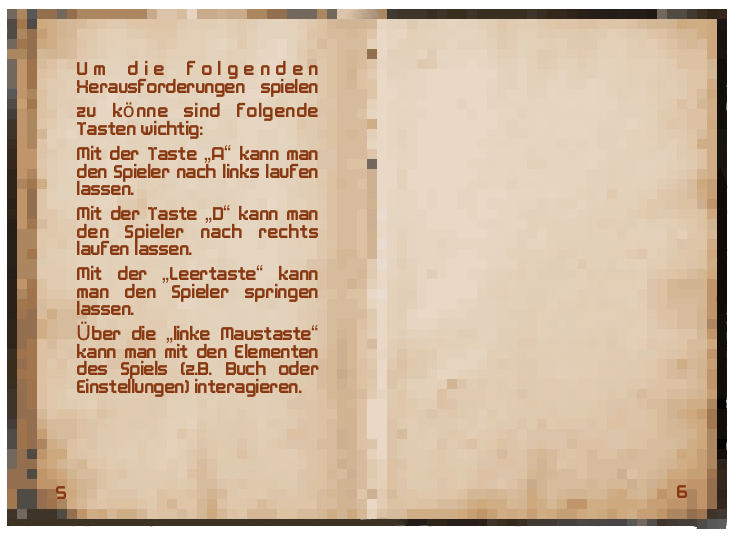 Um die folgenden
Herausforderungen spielen
zu könne sind folgende
Tasten wichtig:
Mit der Taste „A“ kann man
den Spieler nach links laufen
lassen.
Mit der Taste „D“ kann man
den Spieler nach rechts
laufen lassen.
Mit der „Leertaste“ kann
man den Spieler springen
lassen.
Über die „linke Maustaste“
kann man mit den Elementen
des Spiels (z.B. Buch oder
Einstellungen) interagieren.
5
6